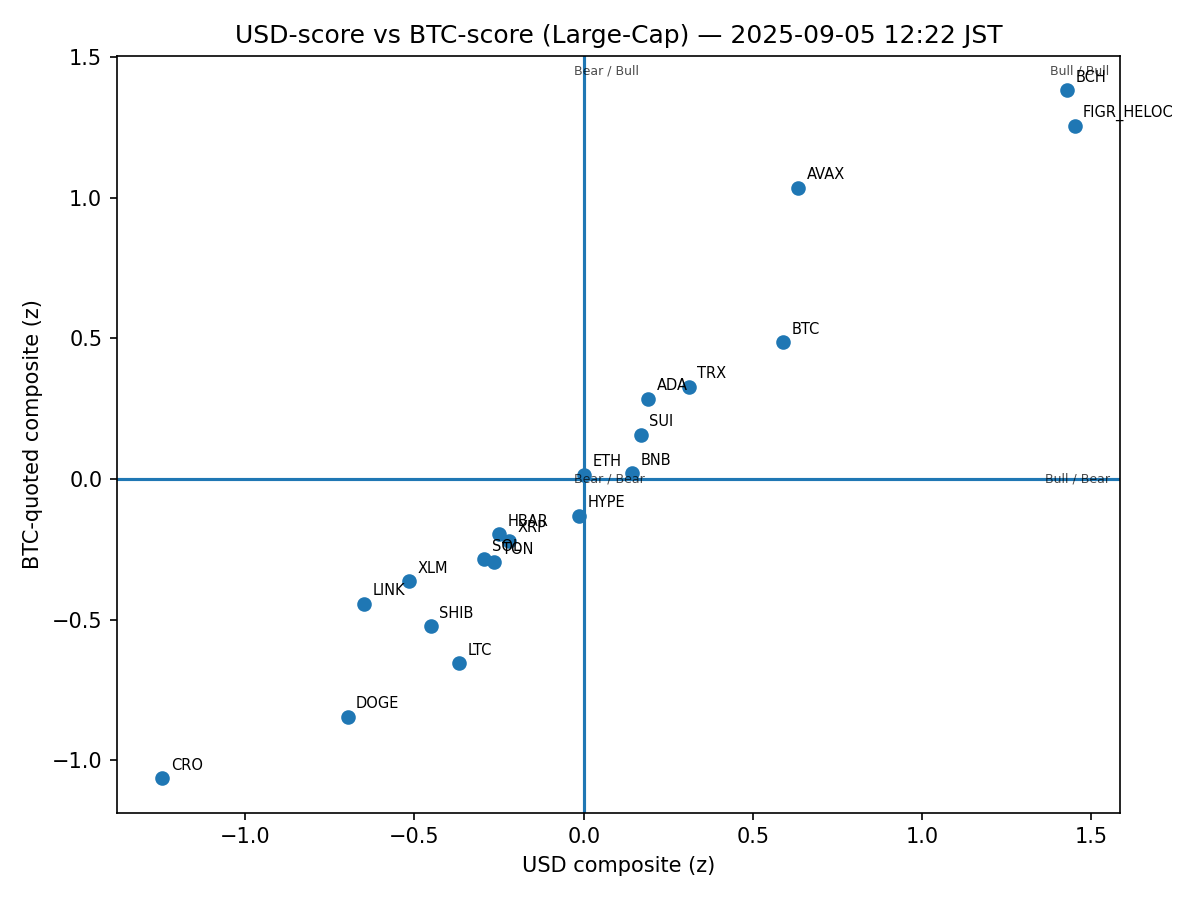 USD-score vs BTC-score (Large-Cap) — 2025-09-05 12:22 JST
1.5
Bear / Bull
Bull / Bull
BCH
FIGR_HELOC
AVAX
1.0
BTC
0.5
TRX
ADA
SUI
ETH
BNB
0.0
Bear / Bear
Bull / Bear
HYPE
HBAR
XRP
SOL
TON
XLM
LINK
−0.5
SHIB
LTC
DOGE
−1.0
CRO
BTC-quoted composite (z)
−1.0
−0.5
0.0
0.5
1.0
1.5
USD composite (z)